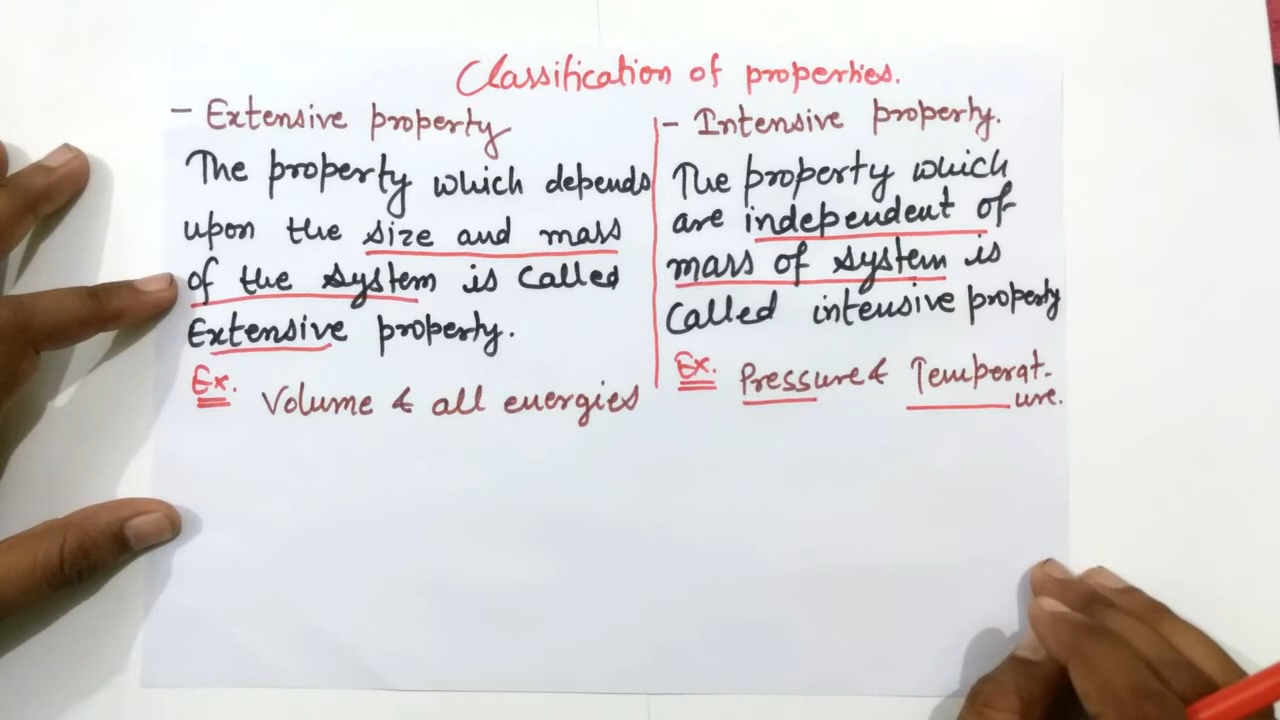 Classification of properties.
- Extensive property
The property which depends
upon the size and mass
of the system is called
Extensive property.
Ex. Volume & all energies
- Intensive property.
The property which
are independent of
mass of system is
called intensive property
Ex. Pressure & Temperat-
ure.